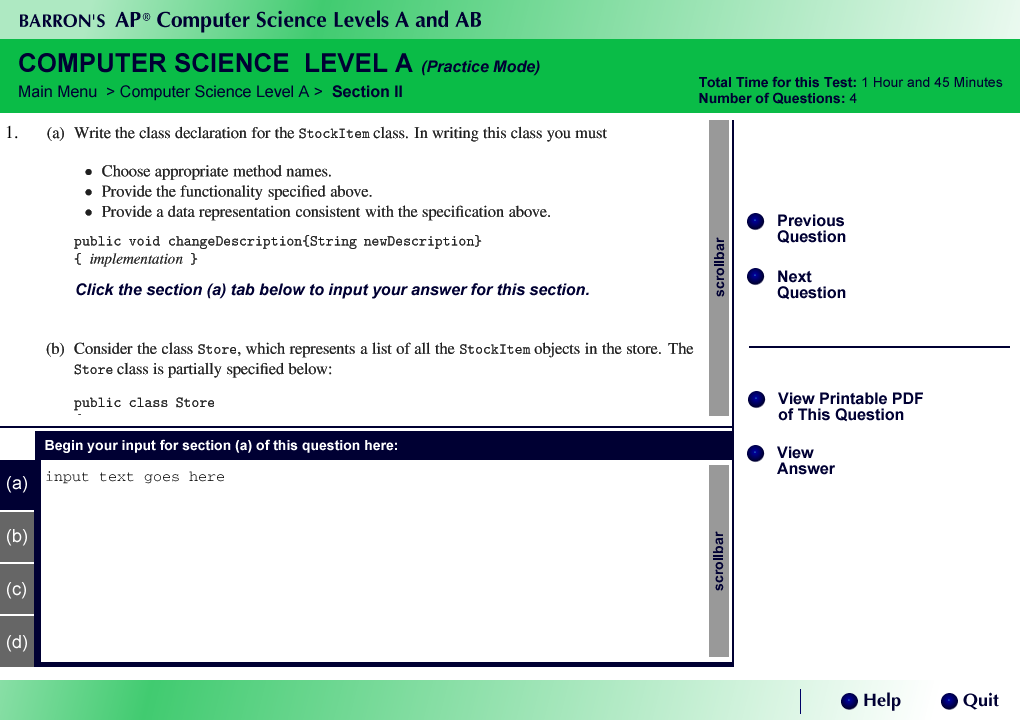 BARRON'S AP® Computer Science Levels A and AB
COMPUTER SCIENCE LEVEL A (Practice Mode)
Main Menu > Computer Science Level A > Section II
Total Time for this Test: 1 Hour and 45 Minutes
Number of Questions: 4
1. (a) Write the class declaration for the StockItem class. In writing this class you must
• Choose appropriate method names.
• Provide the functionality specified above.
• Provide a data representation consistent with the specification above.
public void changeDescription{String newDescription}
{ implementation }
Click the section (a) tab below to input your answer for this section.
(b) Consider the class Store, which represents a list of all the StockItem objects in the store. The
Store class is partially specified below:
public class Store
scrollbar
Previous
Question
Next
Question
View Printable PDF
of This Question
View
Answer
Begin your input for section (a) of this question here:
(a)
(b)
(c)
(d)
input text goes here
scrollbar
Help
Quit